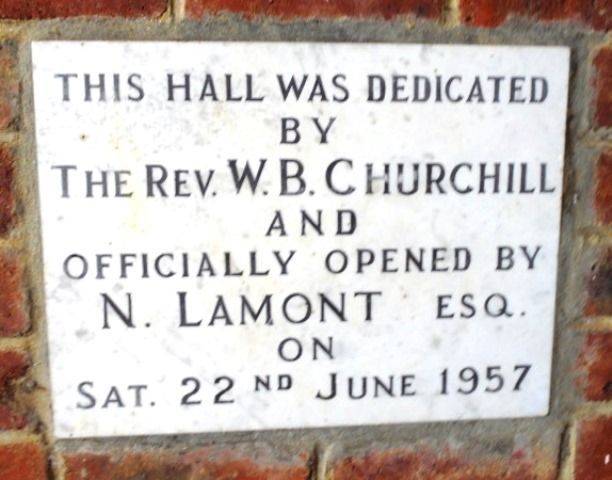 THIS HALL WAS DEDICATED
BY
THE REV. W. B. CHURCHILL
AND
OFFICIALLY OPENED BY
N. LAMONT ESQ.
ON
SAT. 22ND JUNE 1957